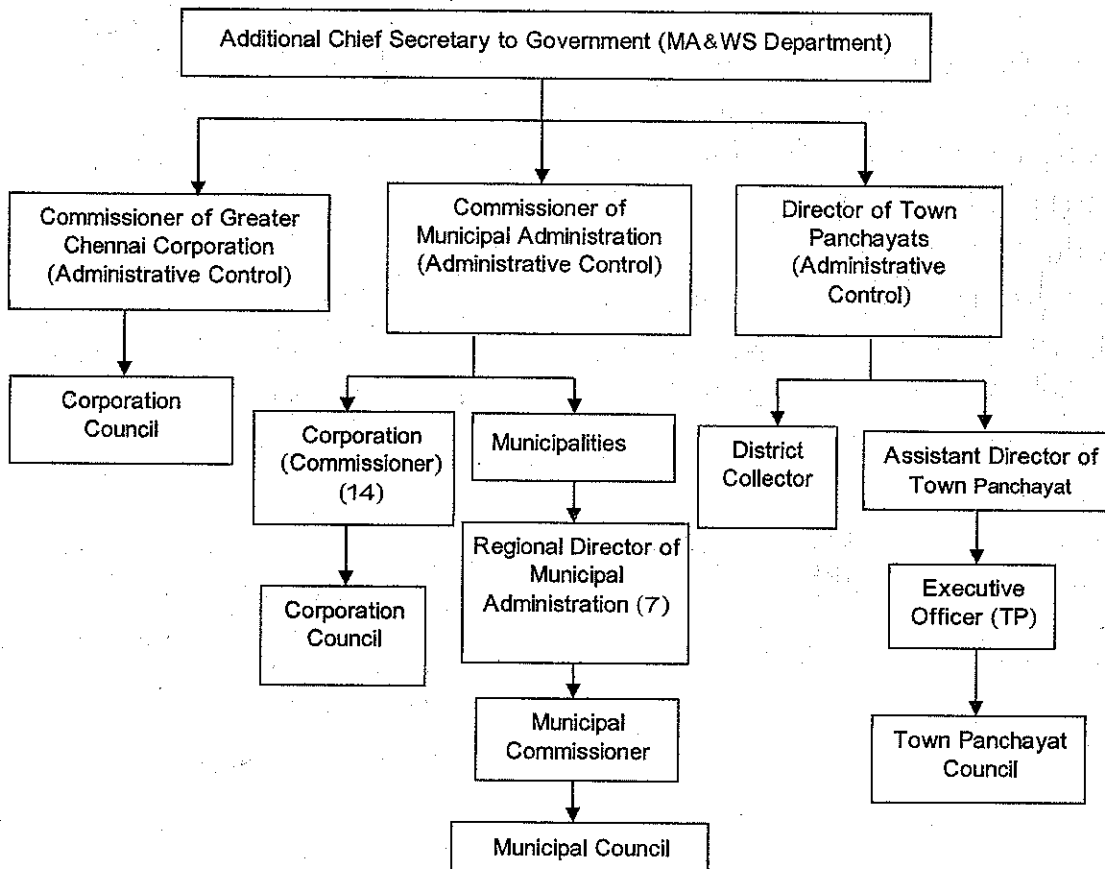 Additional Chief Secretary to Government (MA&WS Department)
Commissioner of Greater
Chennai Corporation
(Administrative Control)
Commissioner of
Municipal Administration
(Administrative Control)
Director of Town
Panchayats
(Administrative
Control)
Corporation
Council
Corporation
(Commissioner)
(14)
Municipalities
District
Collector
Assistant Director of
Town Panchayat
Corporation
Council
Regional Director of
Municipal
Administration (7)
Executive
Officer (TP)
Municipal
Commissioner
Town Panchayat
Council
Municipal Council